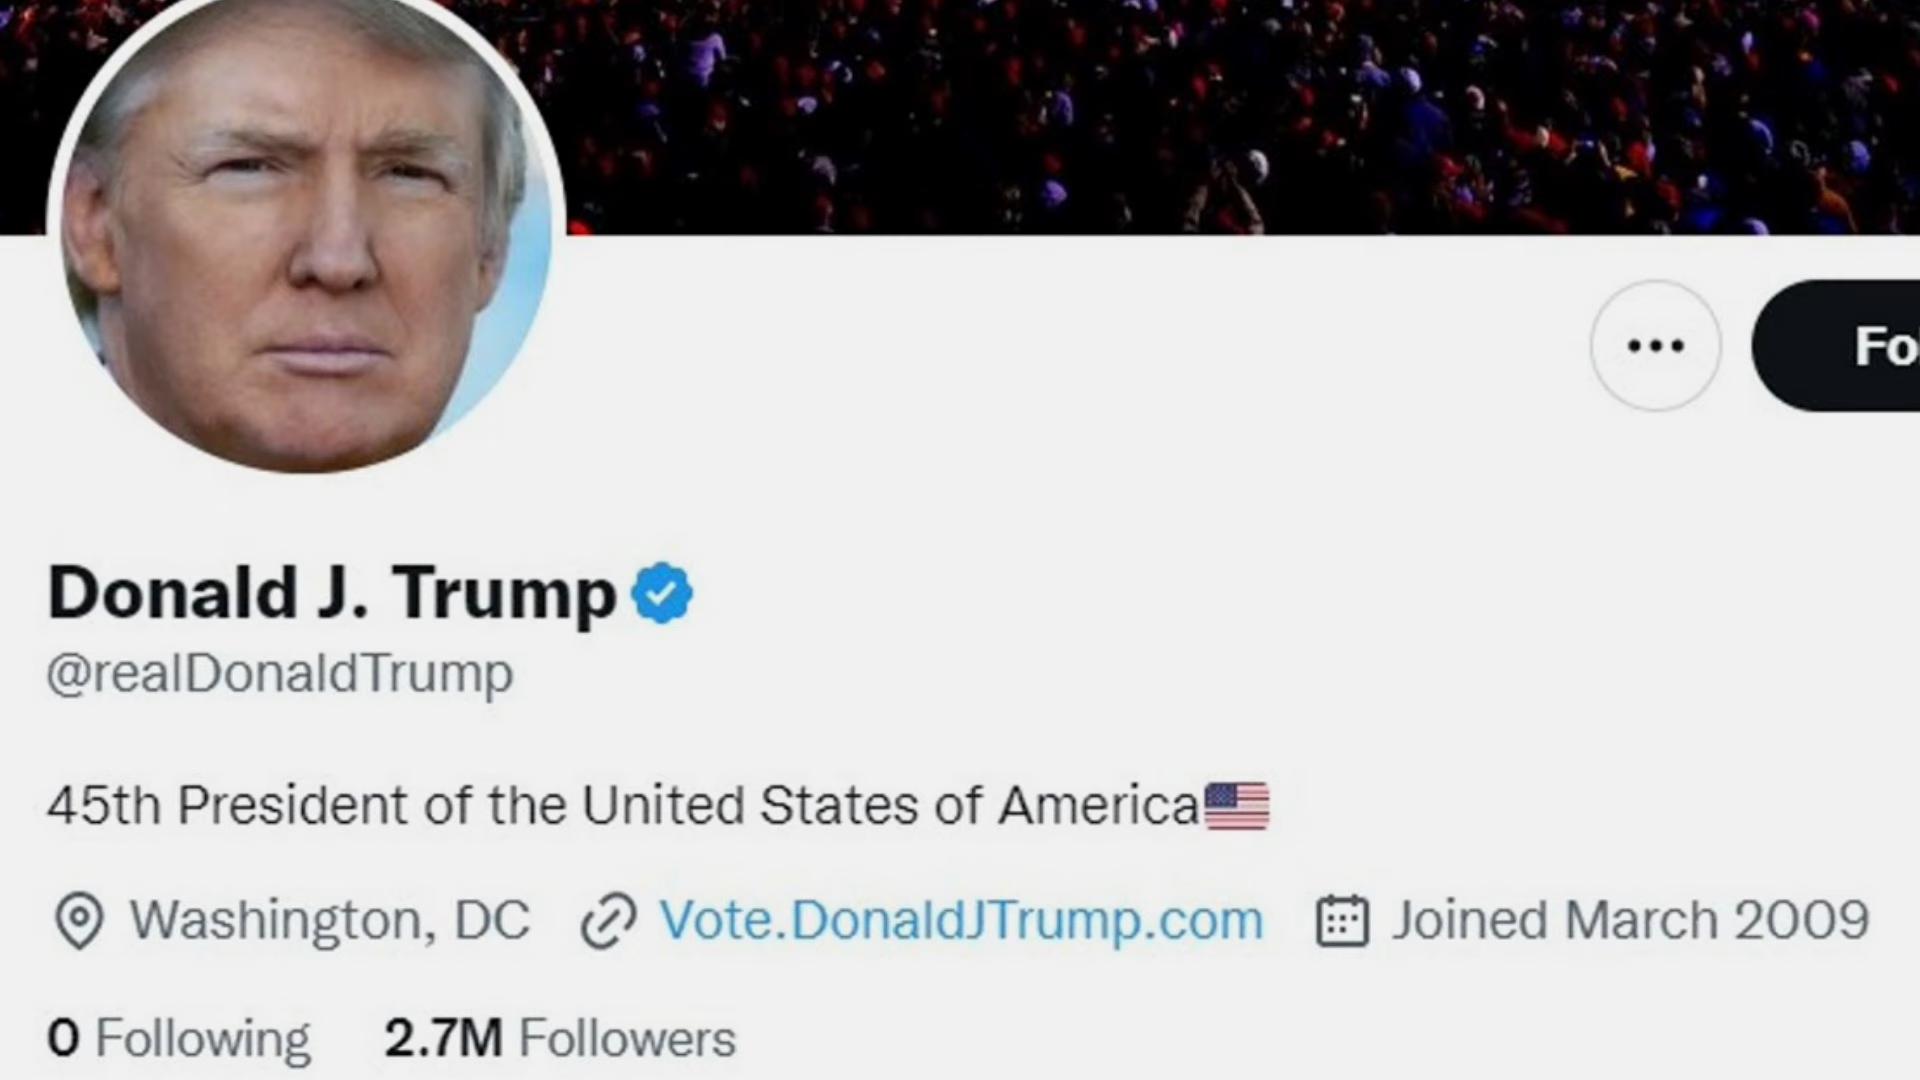 Fo
Donald J. Trump
@realDonaldTrump
45th President of the United States of America
Washington, DC Vote.DonaldJTrump.com Joined March 2009
0 Following 2.7M Followers